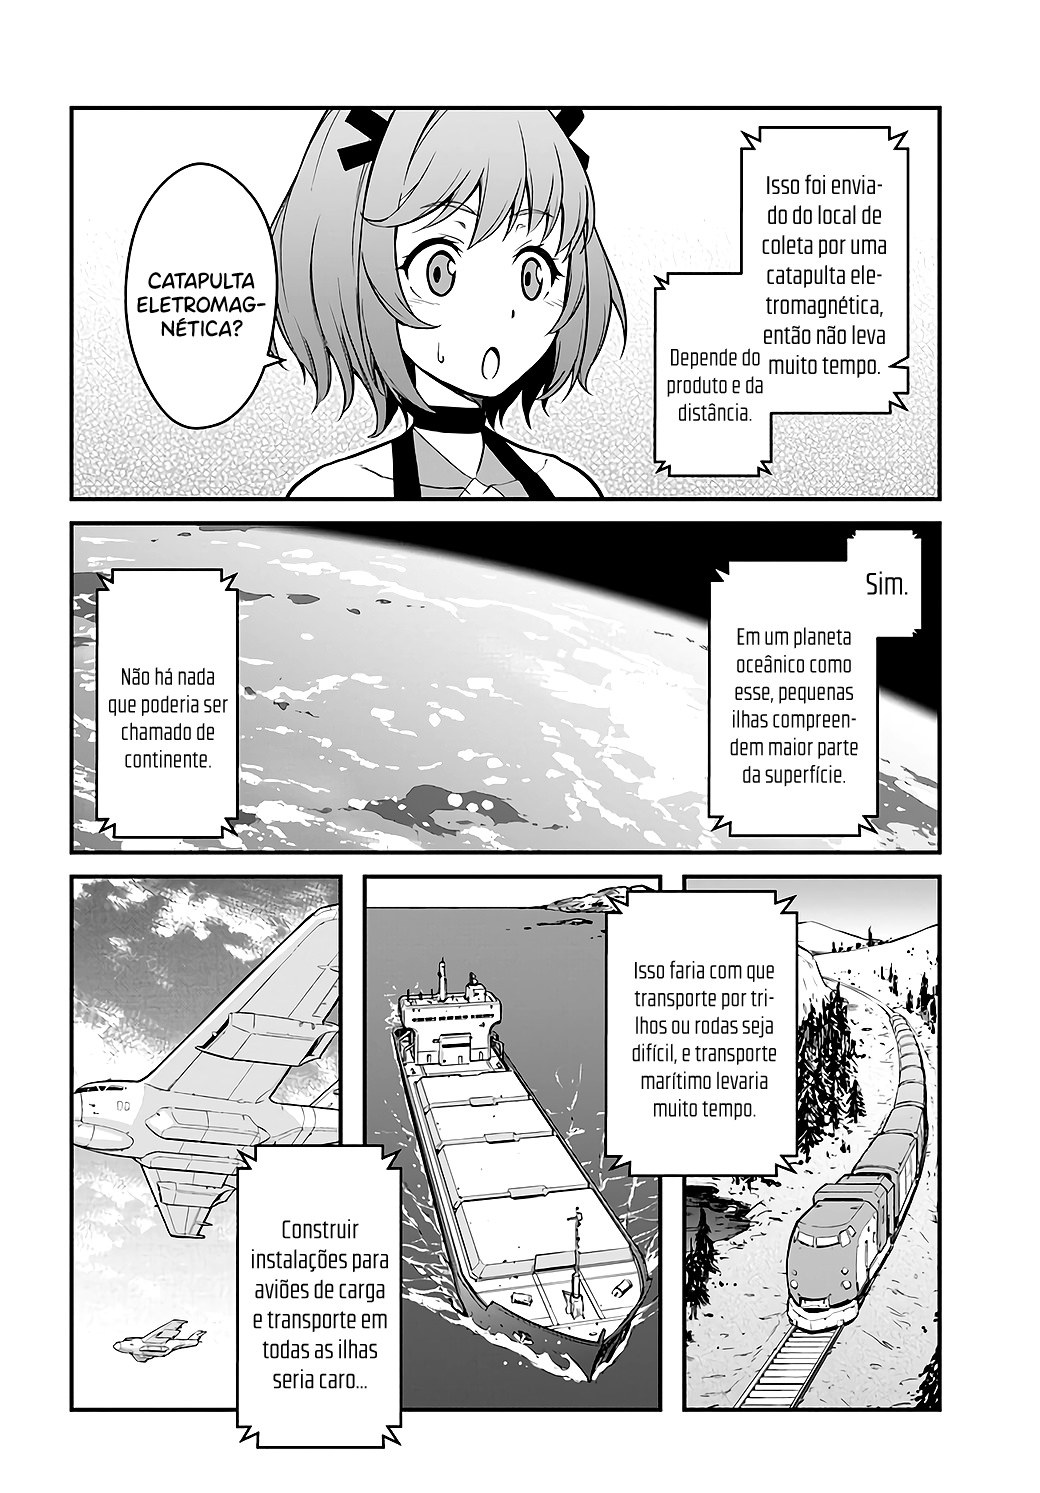 Isso foi envia-
do do local de
coleta por uma
catapulta ele-
tromagnética,
então não leva
muito tempo.
Depende do
produto e da
distância.
CATAPULTA
ELETROMAG-
NÉTICA?
Sim.
Em um planeta
oceânico como
esse, pequenas
ilhas compreen-
dem maior parte
da superfície.
Não há nada
que poderia ser
chamado de
continente.
Isso faria com que
transporte por tri-
lhos ou rodas seja
difícil, e transporte
marítimo levaria
muito tempo.
Construir
instalações para
aviões de carga
e transporte em
todas as ilhas
seria caro...